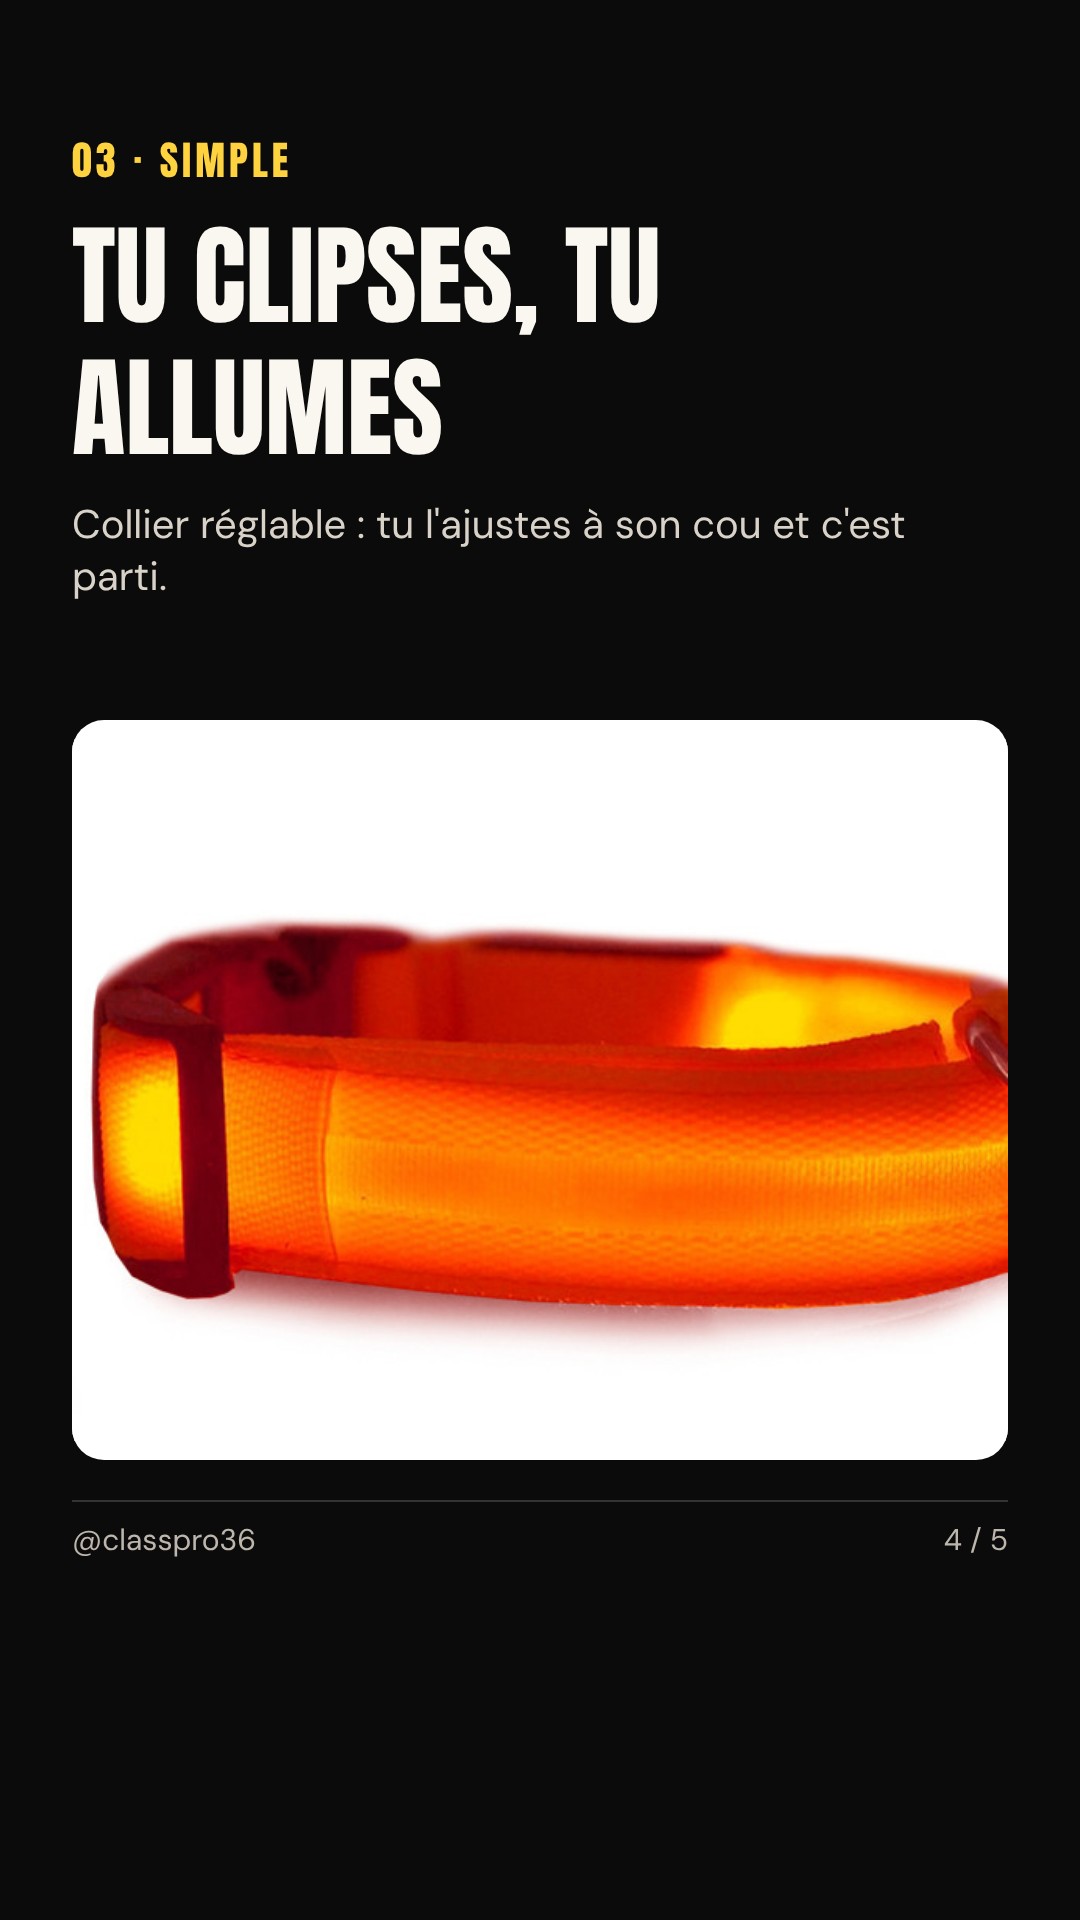 03 · SIMPLE
TU CLIPSES, TU
ALLUMES
Collier réglable : tu l'ajustes à son cou et c'est
parti.
@classpro36
4 / 5